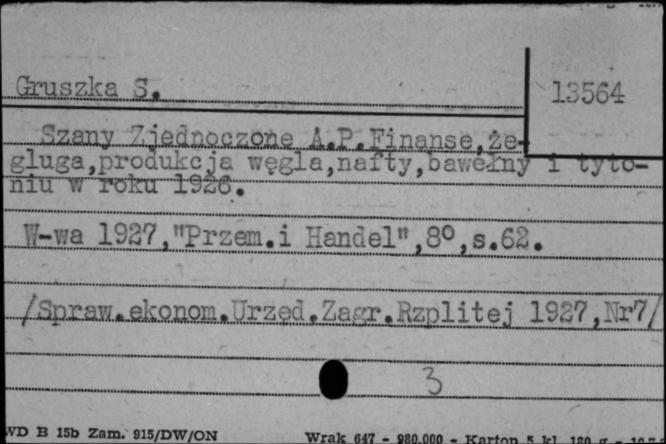 Gruszka S.
13564
Szany Zjednoczone A.P.Finanse,że-
gluga,produkcja węgla,nafty,bawełny i tyto-
niu w roku 1926.
W-wa 1927,"Przem.i Handel",8°,s.62.
/Spraw.ekonom.Urzęd.Zagr.Rzplitej 1927,Nr7/
3
WD B 15b Zam. 915/DW/ON
Wrak 647 - 980.000 - Karton 5 kl. 180 g -